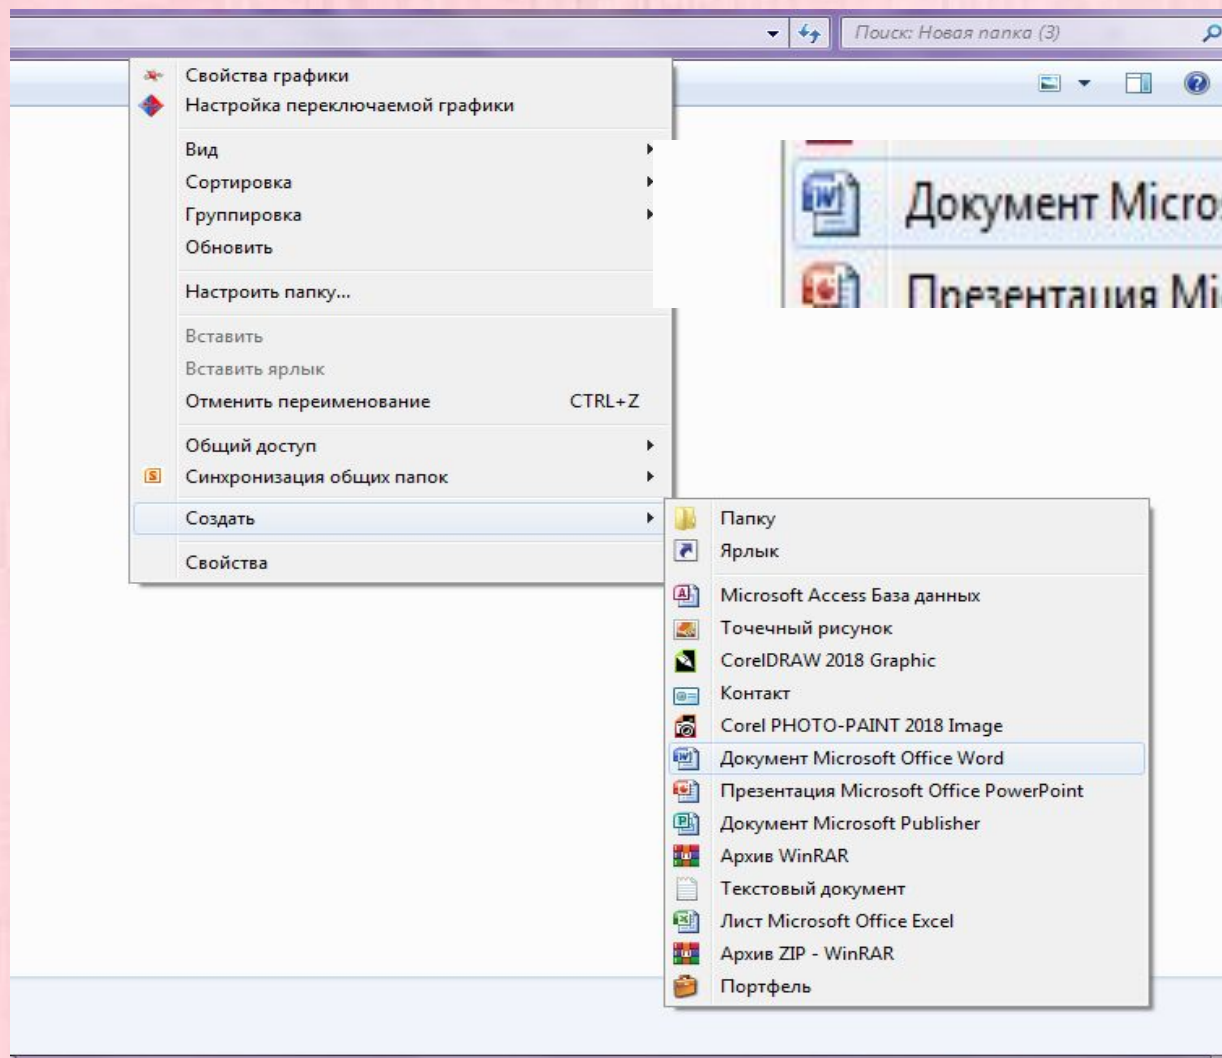 Поиск: Новая папка (3)
Свойства графики
Настройка переключаемой графики
Вид
Сортировка
Группировка
Обновить
Настроить папку...
Вставить
Вставить ярлык
Отменить переименование CTRL+Z
Общий доступ
Синхронизация общих папок
Создать
Свойства
Документ Micro
Презентация Mi
Папку
Ярлык
Microsoft Access База данных
Точечный рисунок
CorelDRAW 2018 Graphic
Контакт
Corel PHOTO-PAINT 2018 Image
Документ Microsoft Office Word
Презентация Microsoft Office PowerPoint
Документ Microsoft Publisher
Архив WinRAR
Текстовый документ
Лист Microsoft Office Excel
Архив ZIP - WinRAR
Портфель